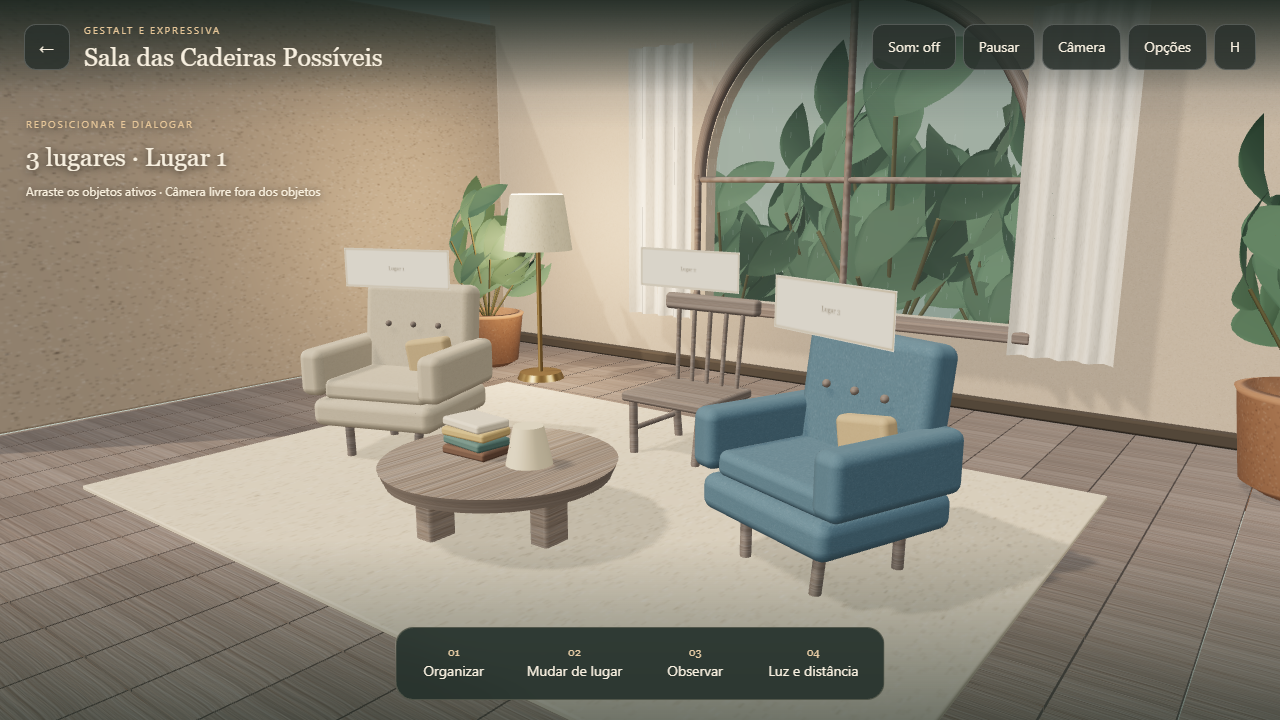 ←
GESTALT E EXPRESSIVA
Sala das Cadeiras Possíveis
Som: off
Pausar
Câmera
Opções
H
REPOSICIONAR E DIALOGAR
3 lugares · Lugar 1
Arraste os objetos ativos · Câmera livre fora dos objetos
01
Organizar
02
Mudar de lugar
03
Observar
04
Luz e distância